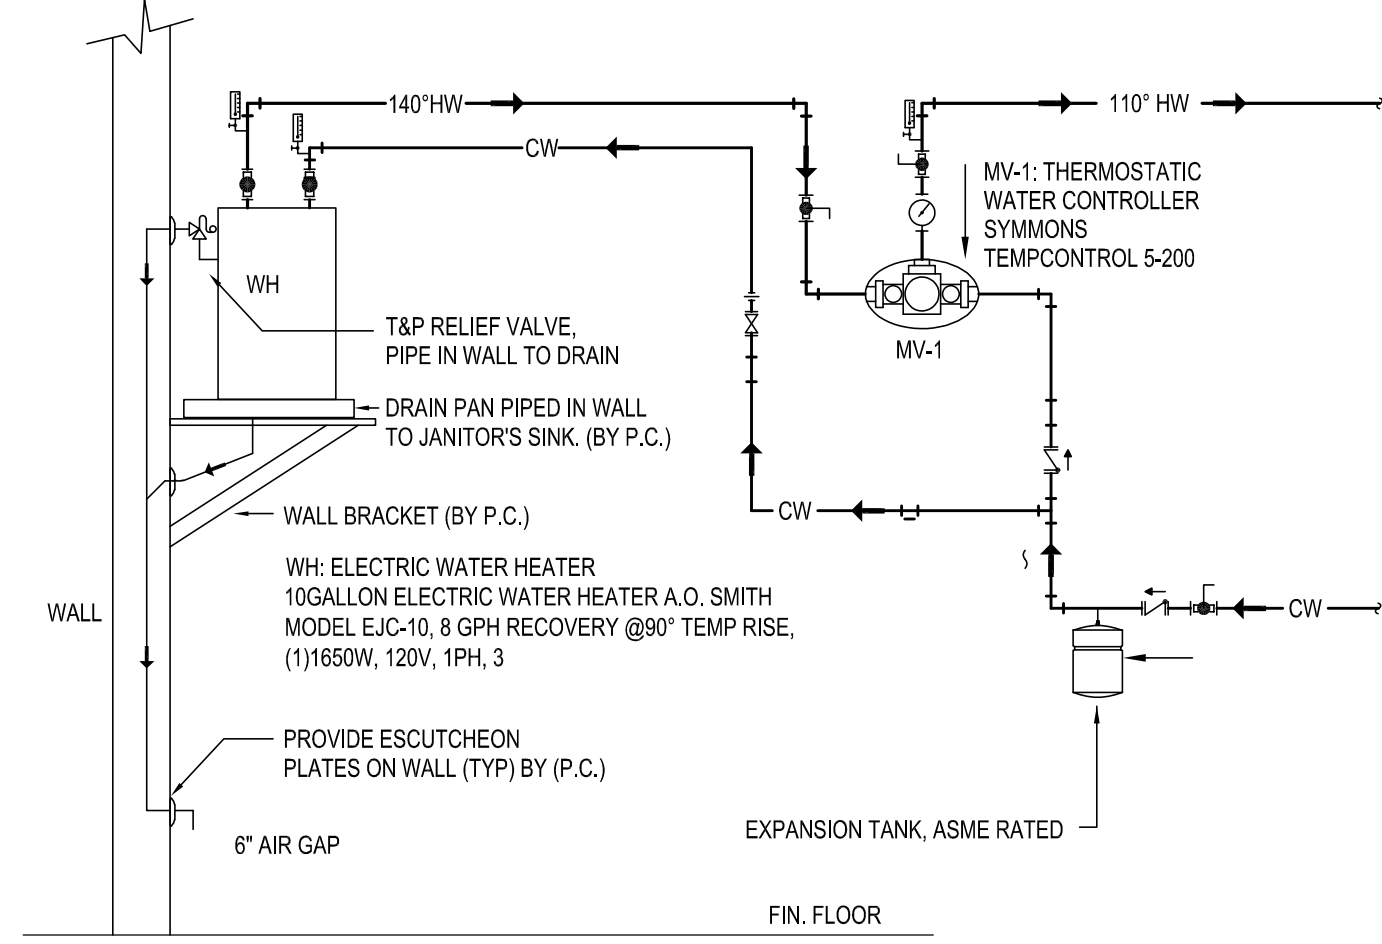 140°HW
110° HW
CW
MV-1: THERMOSTATIC
WATER CONTROLLER
SYMMONS
TEMPCONTROL 5-200
WH
T&P RELIEF VALVE,
PIPE IN WALL TO DRAIN
MV-1
DRAIN PAN PIPED IN WALL
TO JANITOR'S SINK. (BY P.C.)
WALL BRACKET (BY P.C.)
CW
WH: ELECTRIC WATER HEATER
10GALLON ELECTRIC WATER HEATER A.O. SMITH
MODEL EJC-10, 8 GPH RECOVERY @90° TEMP RISE,
(1)1650W, 120V, 1PH, 3
WALL
CW
PROVIDE ESCUTCHEON
PLATES ON WALL (TYP) BY (P.C.)
6" AIR GAP
EXPANSION TANK, ASME RATED
FIN. FLOOR